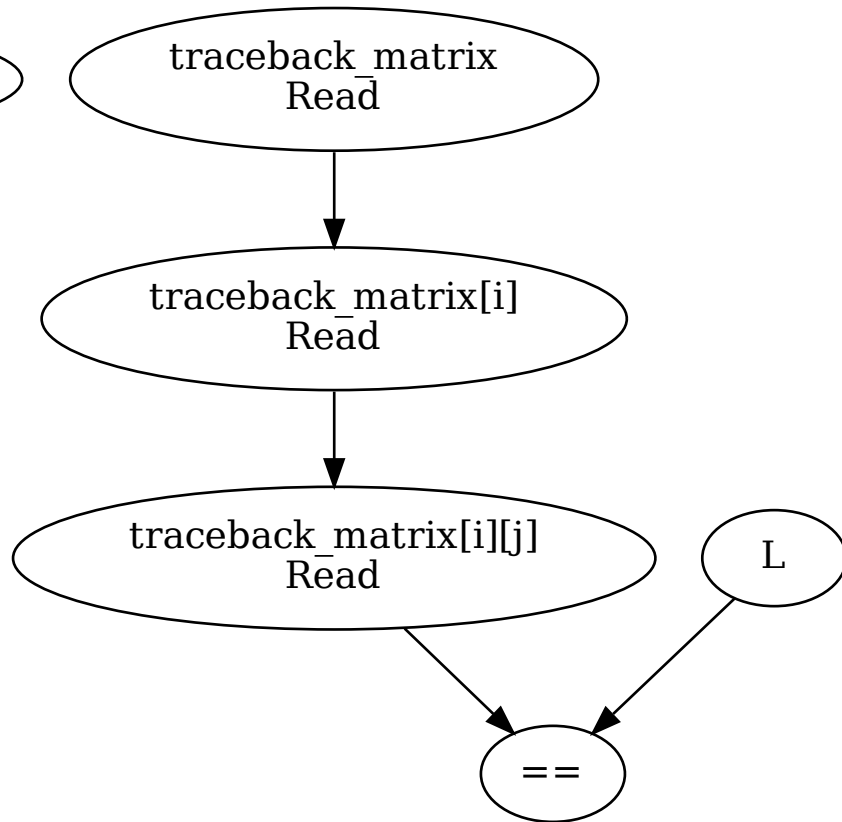 traceback_matrix
Read
traceback_matrix[i]
Read
traceback_matrix[i][j]
Read
L
==